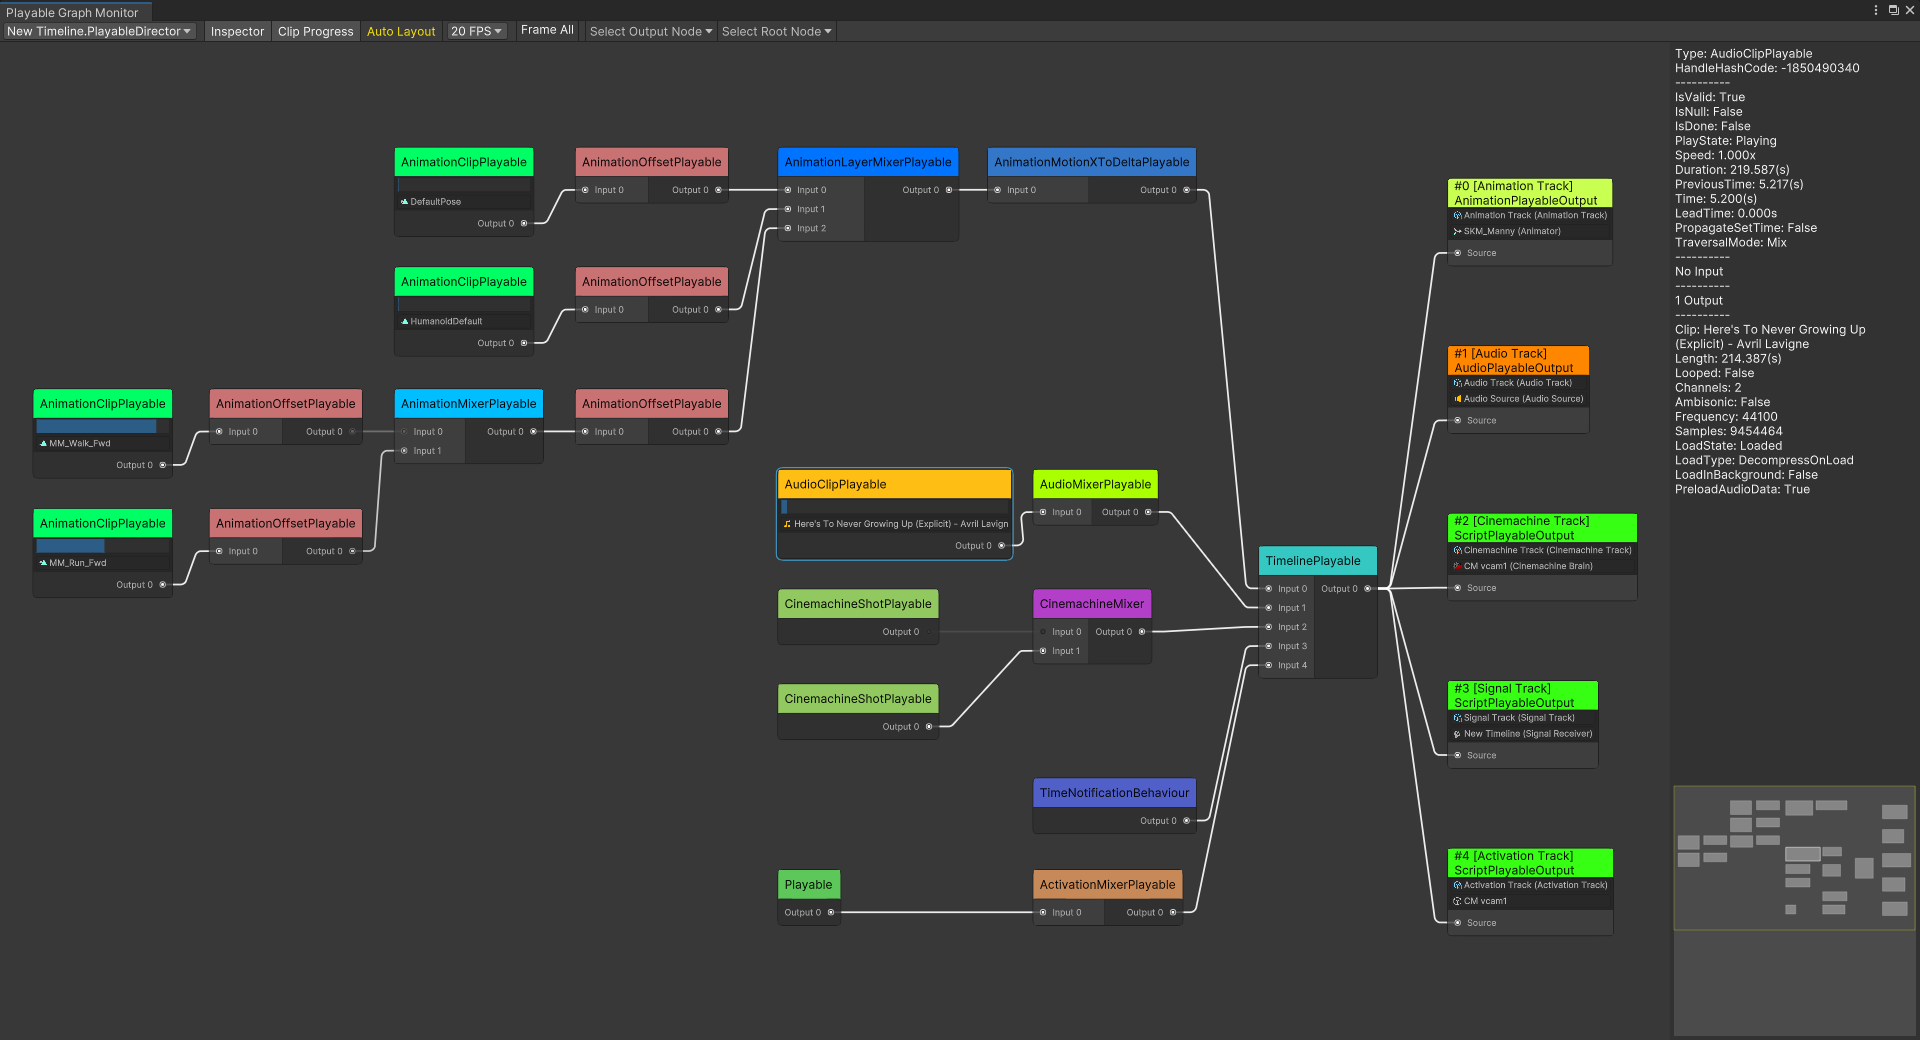 Playable Graph Monitor
New Timeline.PlayableDirector
Inspector
Clip Progress
Auto Layout
20 FPS
Frame All
Select Output Node
Select Root Node
AnimationClipPlayable
DefaultPose
Output 0
AnimationOffsetPlayable
Input 0
Output 0
AnimationLayerMixerPlayable
Input 0
Output 0
Input 1
Input 2
AnimationMotionXToDeltaPlayable
Input 0
Output 0
AnimationClipPlayable
HumanoidDefault
Output 0
AnimationOffsetPlayable
Input 0
Output 0
AnimationClipPlayable
MM_Walk_Fwd
Output 0
AnimationOffsetPlayable
Input 0
Output 0
AnimationMixerPlayable
Input 0
Output 0
Input 1
AnimationOffsetPlayable
Input 0
Output 0
AnimationClipPlayable
MM_Run_Fwd
Output 0
AnimationOffsetPlayable
Input 0
Output 0
AudioClipPlayable
Here's To Never Growing Up (Explicit) - Avril Lavign
Output 0
AudioMixerPlayable
Input 0
Output 0
CinemachineShotPlayable
Output 0
CinemachineMixer
Input 0
Output 0
Input 1
CinemachineShotPlayable
Output 0
TimeNotificationBehaviour
Output 0
Playable
Output 0
ActivationMixerPlayable
Input 0
Output 0
TimelinePlayable
Input 0
Output 0
Input 1
Input 2
Input 3
Input 4
#0 [Animation Track]
AnimationPlayableOutput
Animation Track (Animation Track)
SKM_Manny (Animator)
Source
#1 [Audio Track]
AudioPlayableOutput
Audio Track (Audio Track)
Audio Source (Audio Source)
Source
#2 [Cinemachine Track]
ScriptPlayableOutput
Cinemachine Track (Cinemachine Track)
CM vcam1 (Cinemachine Brain)
Source
#3 [Signal Track]
ScriptPlayableOutput
Signal Track (Signal Track)
New Timeline (Signal Receiver)
Source
#4 [Activation Track]
ScriptPlayableOutput
Activation Track (Activation Track)
CM vcam1
Source
Type: AudioClipPlayable
HandleHashCode: -1850490340
----------
IsValid: True
IsNull: False
IsDone: False
PlayState: Playing
Speed: 1.000x
Duration: 219.587(s)
PreviousTime: 5.217(s)
Time: 5.200(s)
LeadTime: 0.000s
PropagateSetTime: False
TraversalMode: Mix
----------
No Input
----------
1 Output
----------
Clip: Here's To Never Growing Up
(Explicit) - Avril Lavigne
Length: 214.387(s)
Looped: False
Channels: 2
Ambisonic: False
Frequency: 44100
Samples: 9454464
LoadState: Loaded
LoadType: DecompressOnLoad
LoadInBackground: False
PreloadAudioData: True